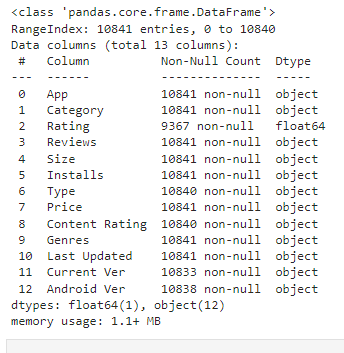 <class 'pandas.core.frame.DataFrame'>
RangeIndex: 10841 entries, 0 to 10840
Data columns (total 13 columns):
 #   Column          Non-Null Count  Dtype
---  ------          --------------  -----
 0   App             10841 non-null  object
 1   Category        10841 non-null  object
 2   Rating          9367 non-null   float64
 3   Reviews         10841 non-null  object
 4   Size            10841 non-null  object
 5   Installs        10841 non-null  object
 6   Type            10840 non-null  object
 7   Price           10841 non-null  object
 8   Content Rating  10840 non-null  object
 9   Genres          10841 non-null  object
 10  Last Updated    10841 non-null  object
 11  Current Ver     10833 non-null  object
 12  Android Ver     10838 non-null  object
dtypes: float64(1), object(12)
memory usage: 1.1+ MB